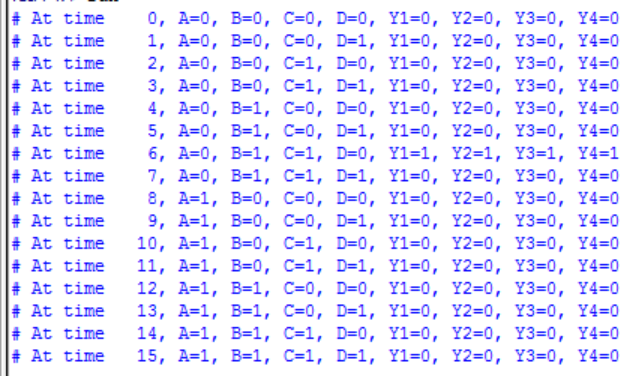 # At time 0, A=0, B=0, C=0, D=0, Y1=0, Y2=0, Y3=0, Y4=0
# At time 1, A=0, B=0, C=0, D=1, Y1=0, Y2=0, Y3=0, Y4=0
# At time 2, A=0, B=0, C=1, D=0, Y1=0, Y2=0, Y3=0, Y4=0
# At time 3, A=0, B=0, C=1, D=1, Y1=0, Y2=0, Y3=0, Y4=0
# At time 4, A=0, B=1, C=0, D=0, Y1=0, Y2=0, Y3=0, Y4=0
# At time 5, A=0, B=1, C=0, D=1, Y1=0, Y2=0, Y3=0, Y4=0
# At time 6, A=0, B=1, C=1, D=0, Y1=1, Y2=1, Y3=1, Y4=1
# At time 7, A=0, B=1, C=1, D=1, Y1=0, Y2=0, Y3=0, Y4=0
# At time 8, A=1, B=0, C=0, D=0, Y1=0, Y2=0, Y3=0, Y4=0
# At time 9, A=1, B=0, C=0, D=1, Y1=0, Y2=0, Y3=0, Y4=0
# At time 10, A=1, B=0, C=1, D=0, Y1=0, Y2=0, Y3=0, Y4=0
# At time 11, A=1, B=0, C=1, D=1, Y1=0, Y2=0, Y3=0, Y4=0
# At time 12, A=1, B=1, C=0, D=0, Y1=0, Y2=0, Y3=0, Y4=0
# At time 13, A=1, B=1, C=0, D=1, Y1=0, Y2=0, Y3=0, Y4=0
# At time 14, A=1, B=1, C=1, D=0, Y1=0, Y2=0, Y3=0, Y4=0
# At time 15, A=1, B=1, C=1, D=1, Y1=0, Y2=0, Y3=0, Y4=0